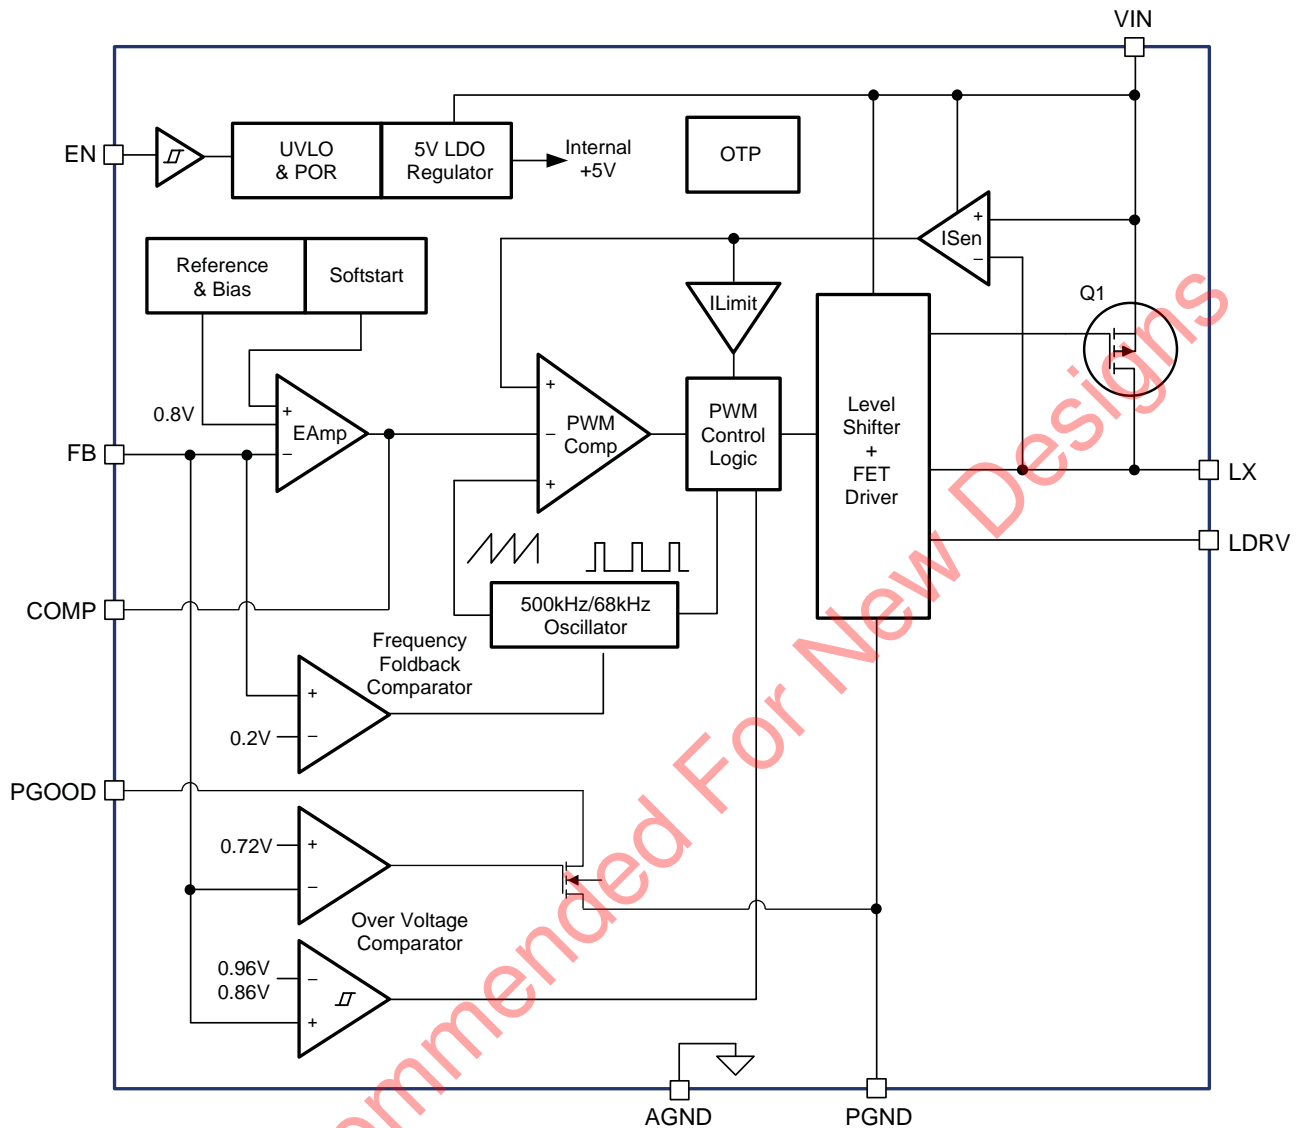 VIN
EN
UVLO
& POR
5V LDO
Regulator
Internal
+5V
OTP
Reference
& Bias
Softstart
+
ISen
−
ILimit
Q1
0.8V
+
EAmp
−
FB
+
−
PWM
Comp
+
PWM
Control
Logic
Level
Shifter
+
FET
Driver
LX
LDRV
COMP
500kHz/68kHz
Oscillator
Frequency
Foldback
Comparator
+
0.2V
−
PGOOD
0.72V
+
−
Over Voltage
Comparator
0.96V
0.86V
−
+
AGND
PGND
ommended For New Designs